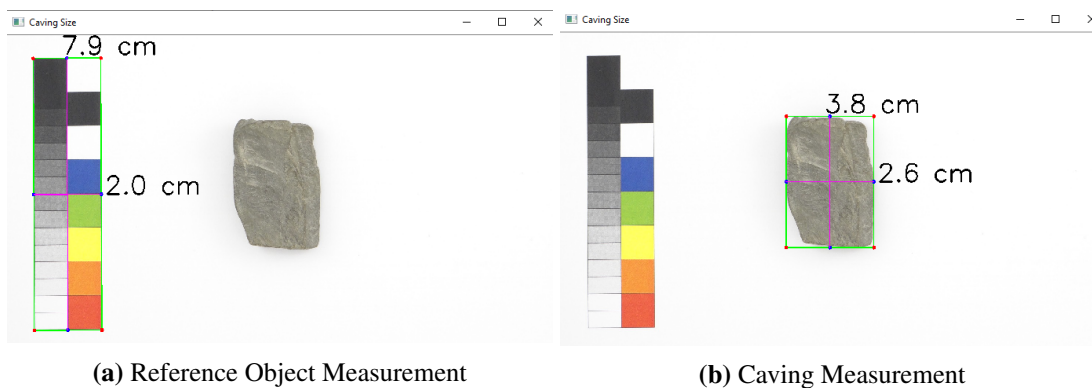 Caving Size
7.9 cm
2.0 cm
(a) Reference Object Measurement
Caving Size
3.8 cm
2.6 cm
(b) Caving Measurement